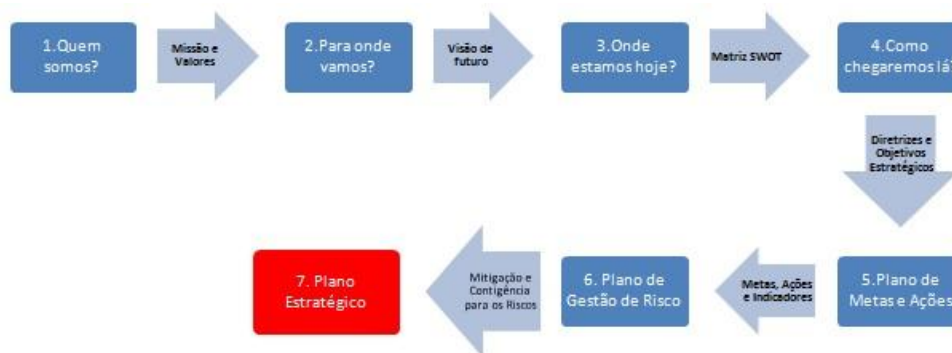 1.Quem
somos?
Missão e
Valores
2.Para onde
vamos?
Visão de
futuro
3.Onde
estamos hoje?
Matriz SWOT
4.Como
chegaremos lá?
Diretrizes e
Objetivos
Estratégicos
5.Plano de
Metas e Ações
Metas, Ações
e Indicadores
6. Plano de
Gestão de Risco
Mitigação e
Contigência
para os Riscos
7. Plano
Estratégico